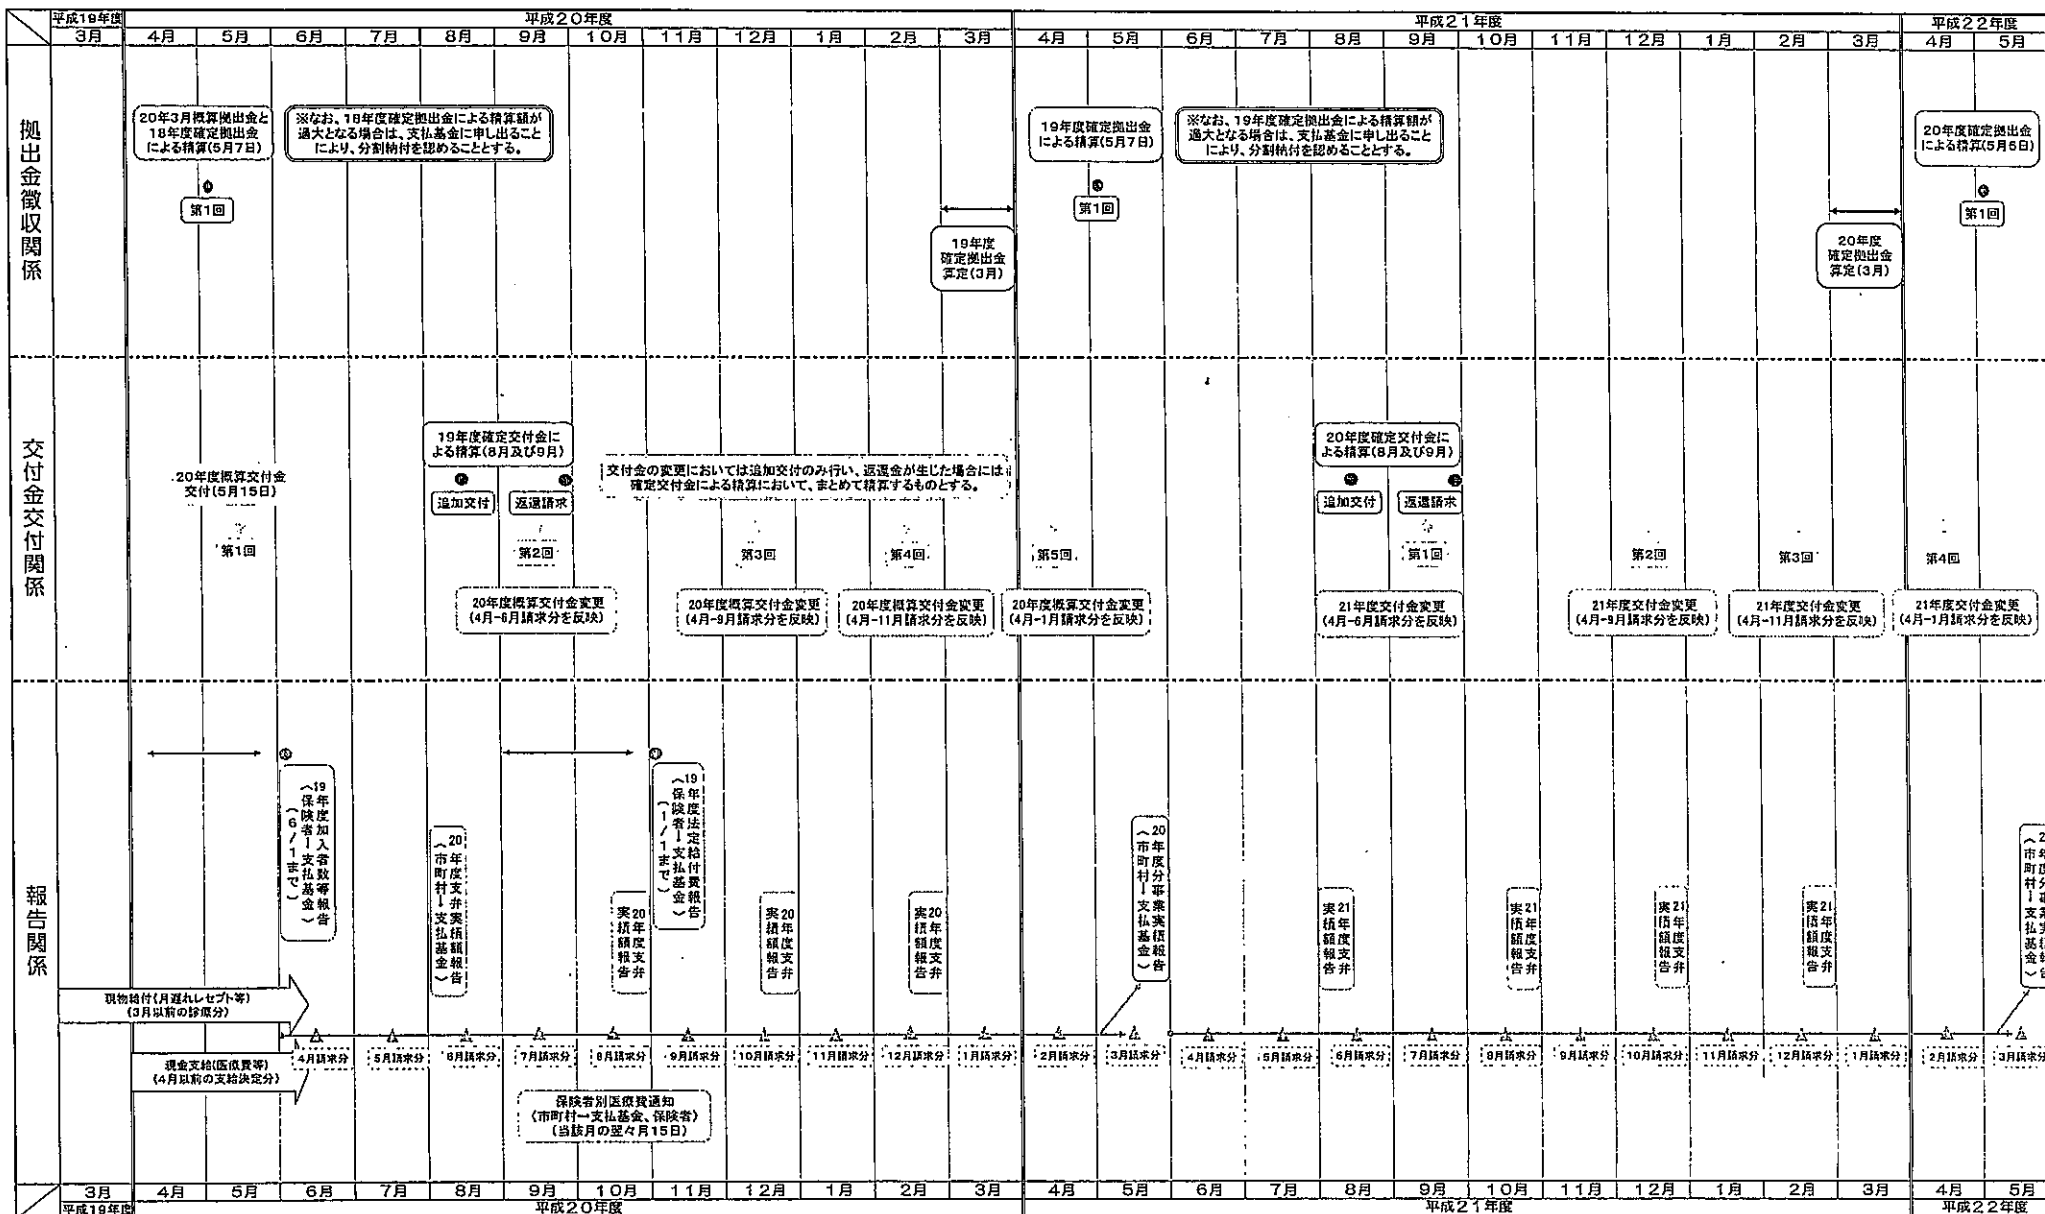 平成19年度 平成20年度 平成21年度 平成22年度
3月 4月 5月 6月 7月 8月 9月 10月 11月 12月 1月 2月 3月 4月 5月 6月 7月 8月 9月 10月 11月 12月 1月 2月 3月 4月 5月
拠出金徴収関係
20年3月概算拠出金と
18年度確定拠出金
による精算(5月7日)
第1回
※なお、18年度確定拠出金による精算額が
過大となる場合は、支払基金に申し出ること
により、分割納付を認めることとする。
19年度
確定拠出金
算定(3月)
19年度確定拠出金
による精算(5月7日)
第1回
※なお、19年度確定拠出金による精算額が
過大となる場合は、支払基金に申し出ること
により、分割納付を認めることとする。
20年度
確定拠出金
算定(3月)
20年度確定拠出金
による精算(5月6日)
第1回
交付金交付関係
20年度概算交付金
交付(5月15日)
第1回
19年度確定交付金に
よる精算(8月及び9月)
追加交付 返還請求
第2回
20年度概算交付金変更
(4月-6月請求分を反映)
交付金の変更においては追加交付のみ行い、返還金が生じた場合には
確定交付金による精算において、まとめて精算するものとする。
第3回
20年度概算交付金変更
(4月-9月請求分を反映)
第4回
20年度概算交付金変更
(4月-11月請求分を反映)
第5回
20年度概算交付金変更
(4月-1月請求分を反映)
20年度確定交付金に
よる精算(8月及び9月)
追加交付 返還請求
第1回
21年度交付金変更
(4月-6月請求分を反映)
第2回
21年度交付金変更
(4月-9月請求分を反映)
第3回
21年度交付金変更
(4月-11月請求分を反映)
第4回
21年度交付金変更
(4月-1月請求分を反映)
報告関係
19年度加入者数等報告
(保険者→支払基金)
(6/1まで)
20年度支弁実績額報告
(市町村→支払基金)
20年度支弁
実績額報告
19年度法定給付費報告
(保険者→支払基金)
(1/1まで)
20年度支弁
実績額報告
20年度支弁
実績額報告
20年度分事業実績報告
(市町村→支払基金)
21年度支弁
実績額報告
21年度支弁
実績額報告
21年度支弁
実績額報告
21年度支弁
実績額報告
(市町村→支払基金)
現物給付(月遅れレセプト等)
(3月以前の診療分)
現金支給(医療費等)
(4月以前の支給決定分)
4月請求分 5月請求分 6月請求分 7月請求分 8月請求分 9月請求分 10月請求分 11月請求分 12月請求分 1月請求分 2月請求分 3月請求分 4月請求分 5月請求分 6月請求分 7月請求分 8月請求分 9月請求分 10月請求分 11月請求分 12月請求分 1月請求分 2月請求分 3月請求分
保険者別医療費通知
(市町村→支払基金、保険者)
(当該月の翌々月15日)
3月 4月 5月 6月 7月 8月 9月 10月 11月 12月 1月 2月 3月 4月 5月 6月 7月 8月 9月 10月 11月 12月 1月 2月 3月 4月 5月
平成19年度 平成20年度 平成21年度 平成22年度